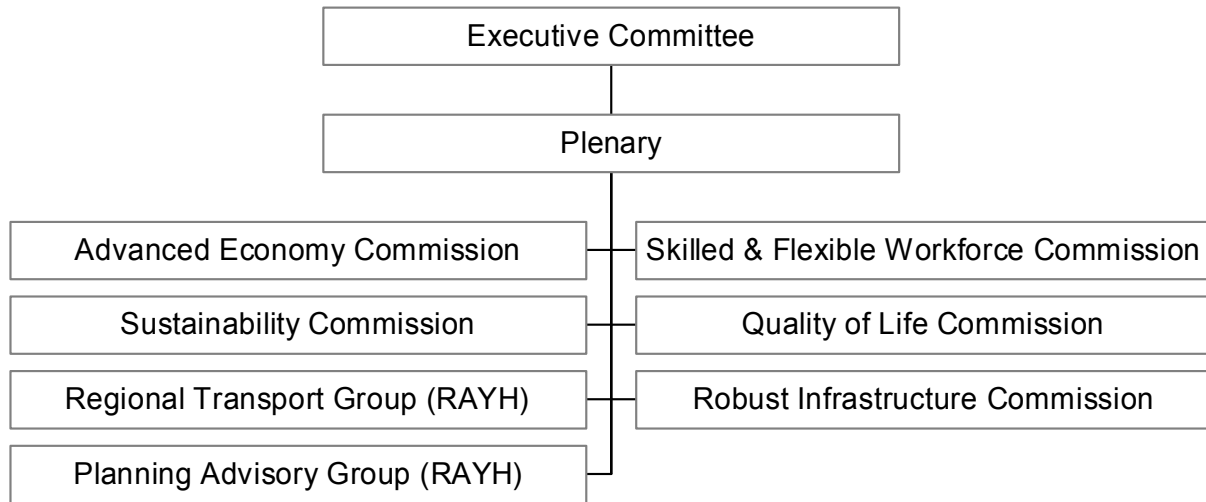 Executive Committee
Plenary
Advanced Economy Commission
Skilled & Flexible Workforce Commission
Sustainability Commission
Quality of Life Commission
Regional Transport Group (RAYH)
Robust Infrastructure Commission
Planning Advisory Group (RAYH)